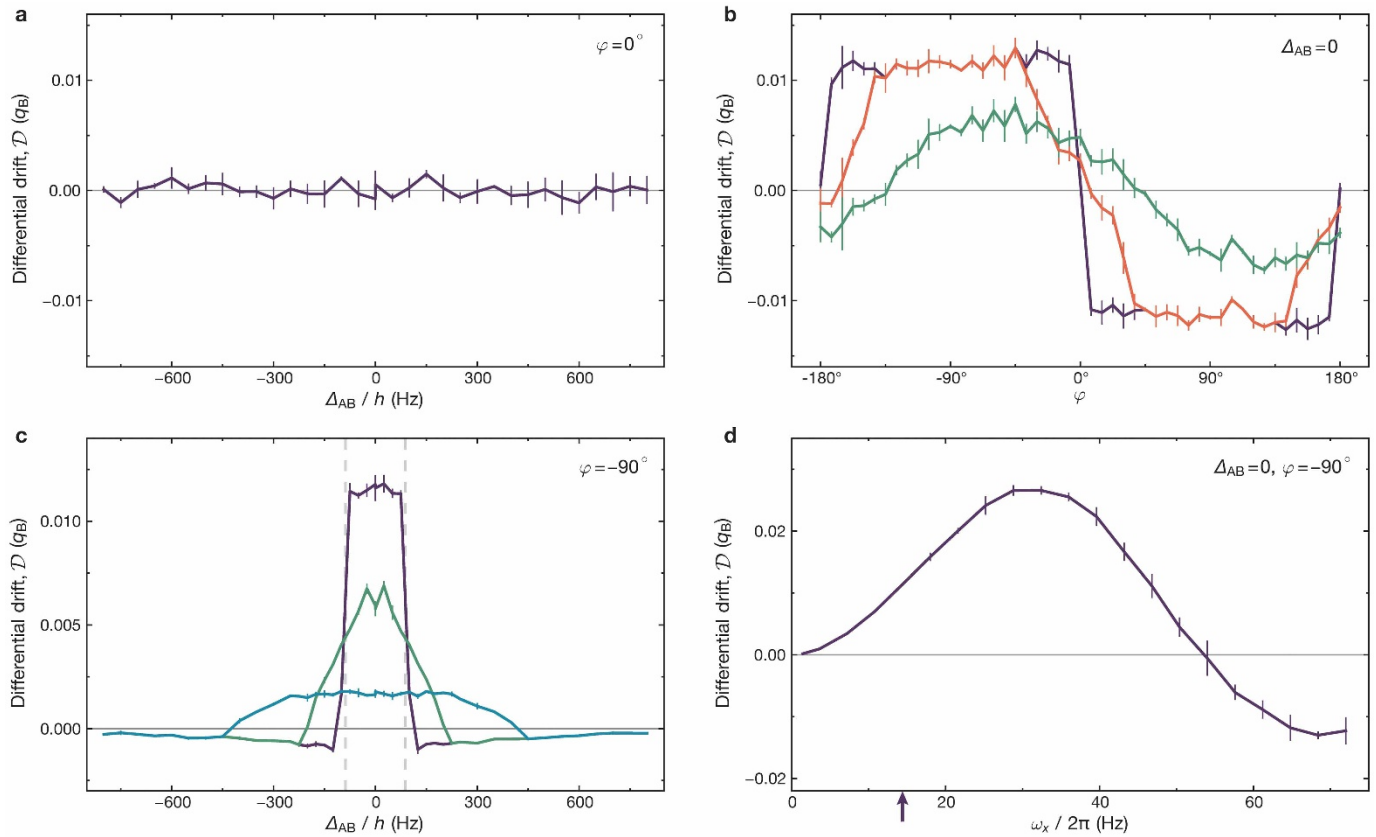 a
φ=0°
0.01
0.00
−0.01
Differential drift, 𝒟 (q_B)
−600
−300
0
300
600
Δ_AB / h (Hz)
b
Δ_AB=0
0.01
0.00
−0.01
Differential drift, 𝒟 (q_B)
-180°
-90°
0°
90°
180°
φ
c
φ=−90°
0.010
0.005
0.000
Differential drift, 𝒟 (q_B)
−600
−300
0
300
600
Δ_AB / h (Hz)
d
Δ_AB=0, φ=−90°
0.02
0.00
−0.02
Differential drift, 𝒟 (q_B)
0
20
40
60
ω_x / 2π (Hz)